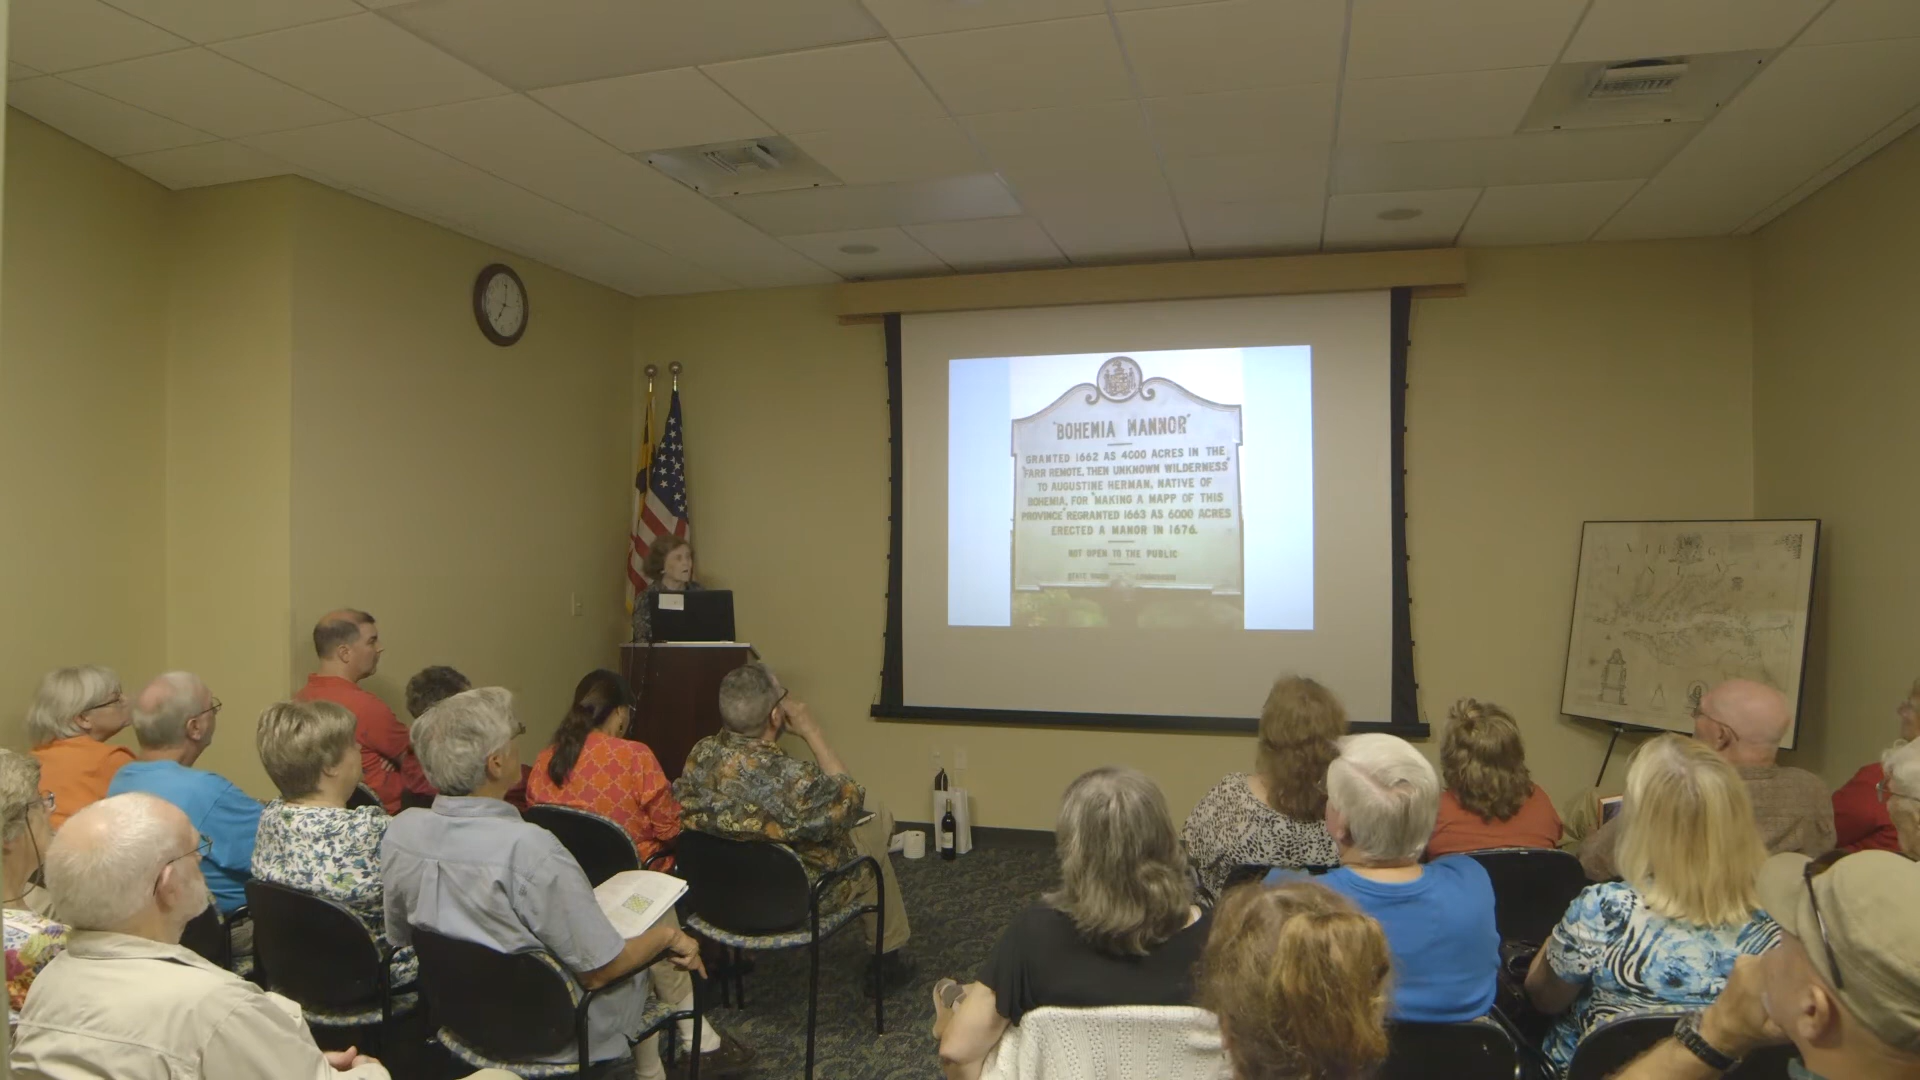 "BOHEMIA MANNOR"
GRANTED 1662 AS 4000 ACRES IN THE
"FARR REMOTE, THEN UNKNOWN WILDERNESS"
TO AUGUSTINE HERMAN, NATIVE OF
BOHEMIA, FOR "MAKING A MAPP OF THIS
PROVINCE" REGRANTED 1663 AS 6000 ACRES
ERECTED A MANOR IN 1676.
NOT OPEN TO THE PUBLIC
VIRG